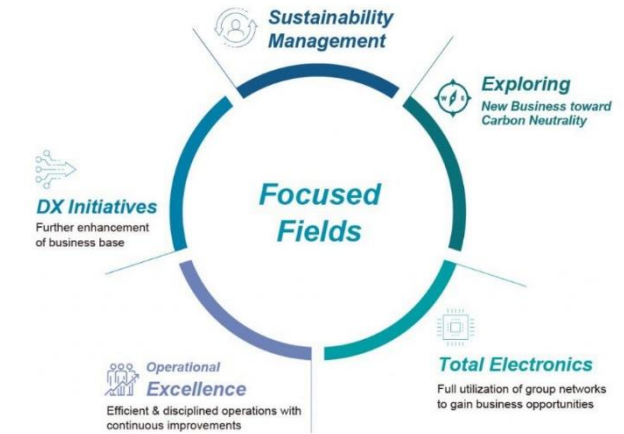 Sustainability
Management
Exploring
New Business toward
Carbon Neutrality
W E
Focused
Fields
DX Initiatives
Further enhancement
of business base
Total Electronics
Full utilization of group networks
to gain business opportunities
Operational
Excellence
Efficient & disciplined operations with
continuous improvements